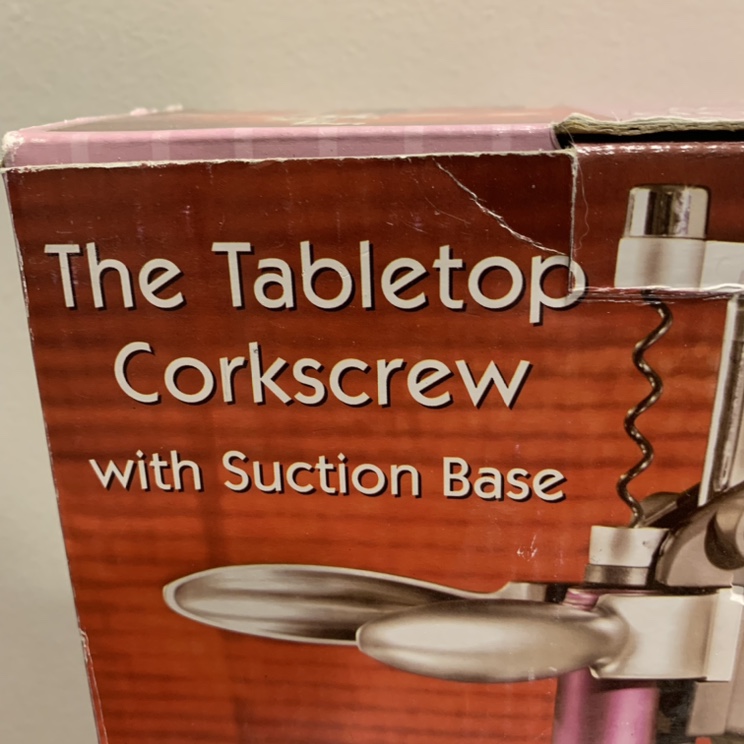 The Tabletop
Corkscrew
with Suction Base